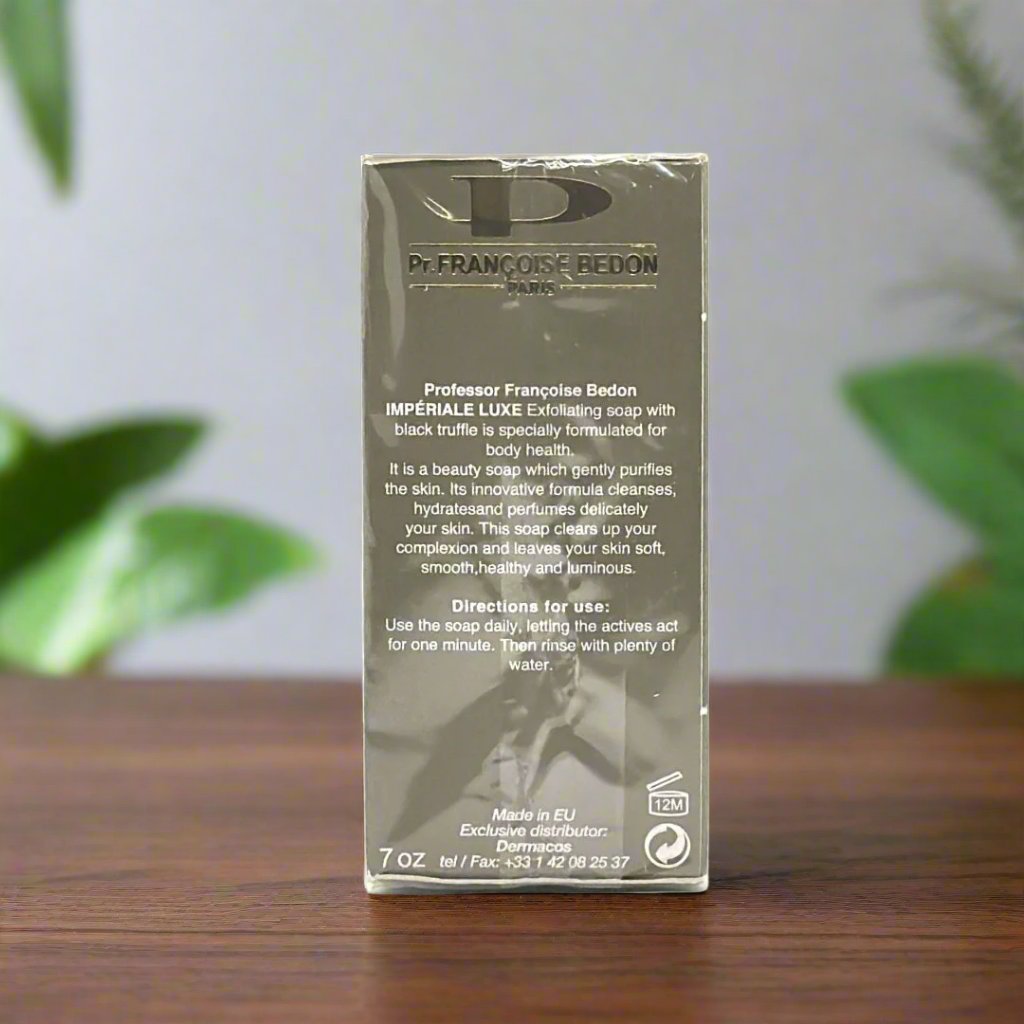 P
Pr.FRANÇOISE BEDON
PARIS
Professor Françoise Bedon
IMPÉRIALE LUXE Exfoliating soap with
black truffle is specially formulated for
body health.
It is a beauty soap which gently purifies
the skin. Its innovative formula cleanses,
hydratesand perfumes delicately
your skin. This soap clears up your
complexion and leaves your skin soft,
smooth,healthy and luminous.
Directions for use:
Use the soap daily, letting the actives act
for one minute. Then rinse with plenty of
water.
12M
Made in EU
Exclusive distributor:
Dermacos
7 oz tel / Fax: +33 1 42 08 25 37